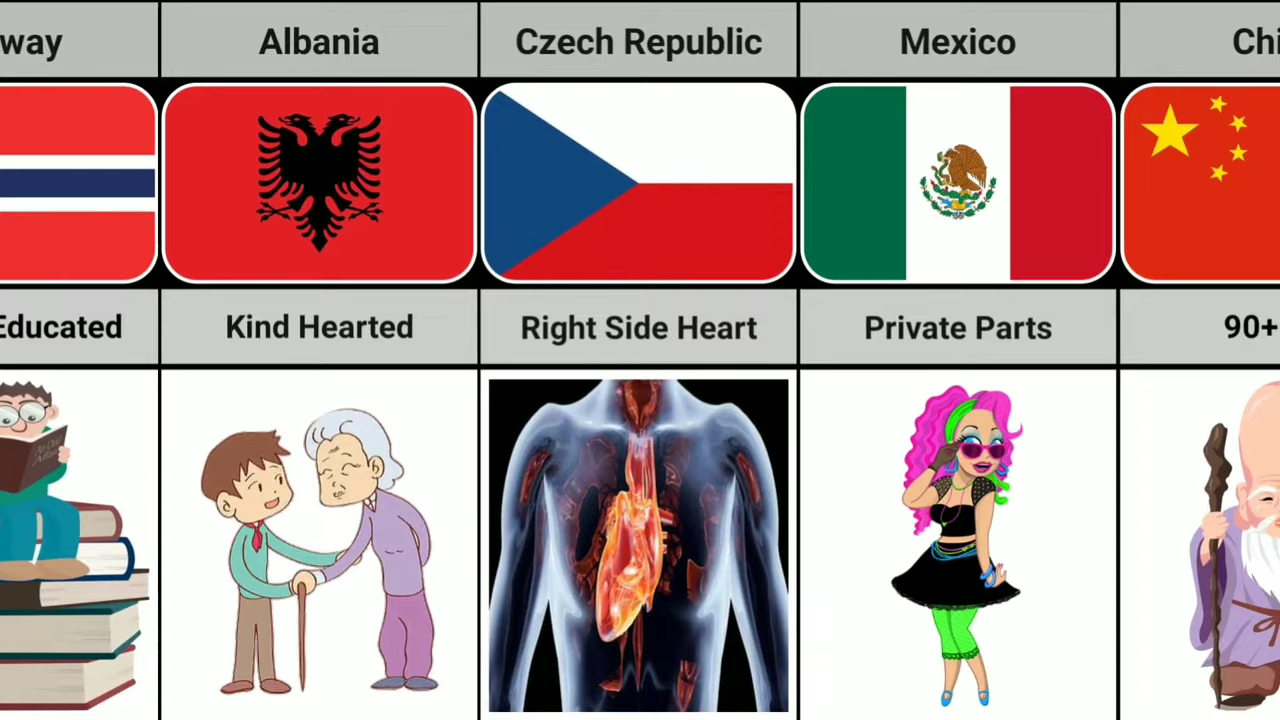 way
Albania
Czech Republic
Mexico
Chi
Educated
Kind Hearted
Right Side Heart
Private Parts
90+